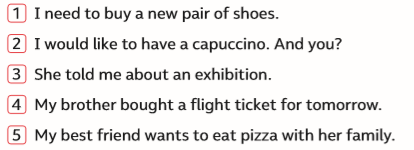 1 I need to buy a new pair of shoes.
2 I would like to have a capuccino. And you?
3 She told me about an exhibition.
4 My brother bought a flight ticket for tomorrow.
5 My best friend wants to eat pizza with her family.